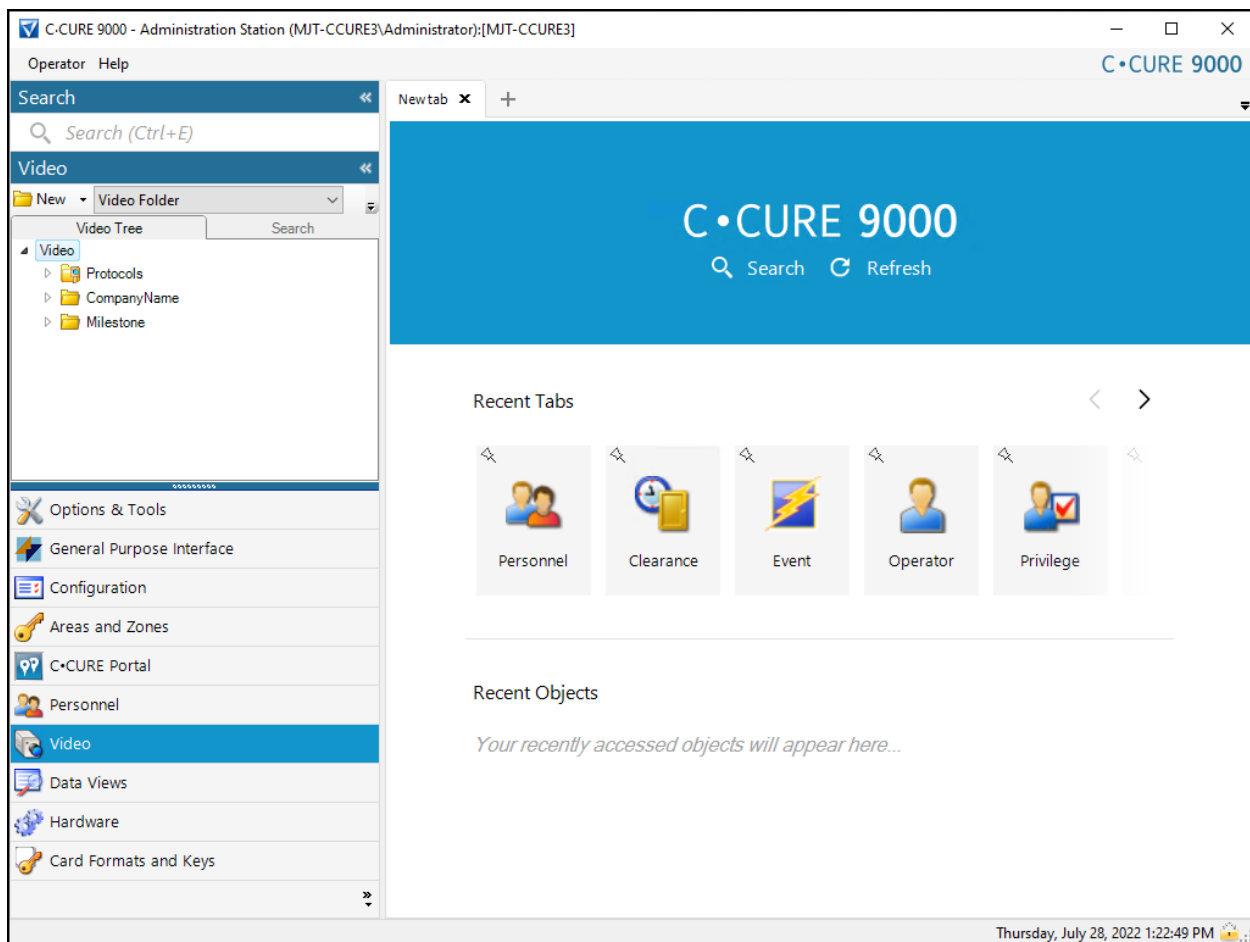 C•CURE 9000 - Administration Station (MJT-CCURE3\Administrator):[MJT-CCURE3]
Operator Help
C•CURE 9000
Search
Search (Ctrl+E)
Video
New
Video Folder
Video Tree
Search
Video
Protocols
CompanyName
Milestone
Options & Tools
General Purpose Interface
Configuration
Areas and Zones
C•CURE Portal
Personnel
Video
Data Views
Hardware
Card Formats and Keys
New tab
C•CURE 9000
Search Refresh
Recent Tabs
Personnel
Clearance
Event
Operator
Privilege
Recent Objects
Your recently accessed objects will appear here...
Thursday, July 28, 2022 1:22:49 PM